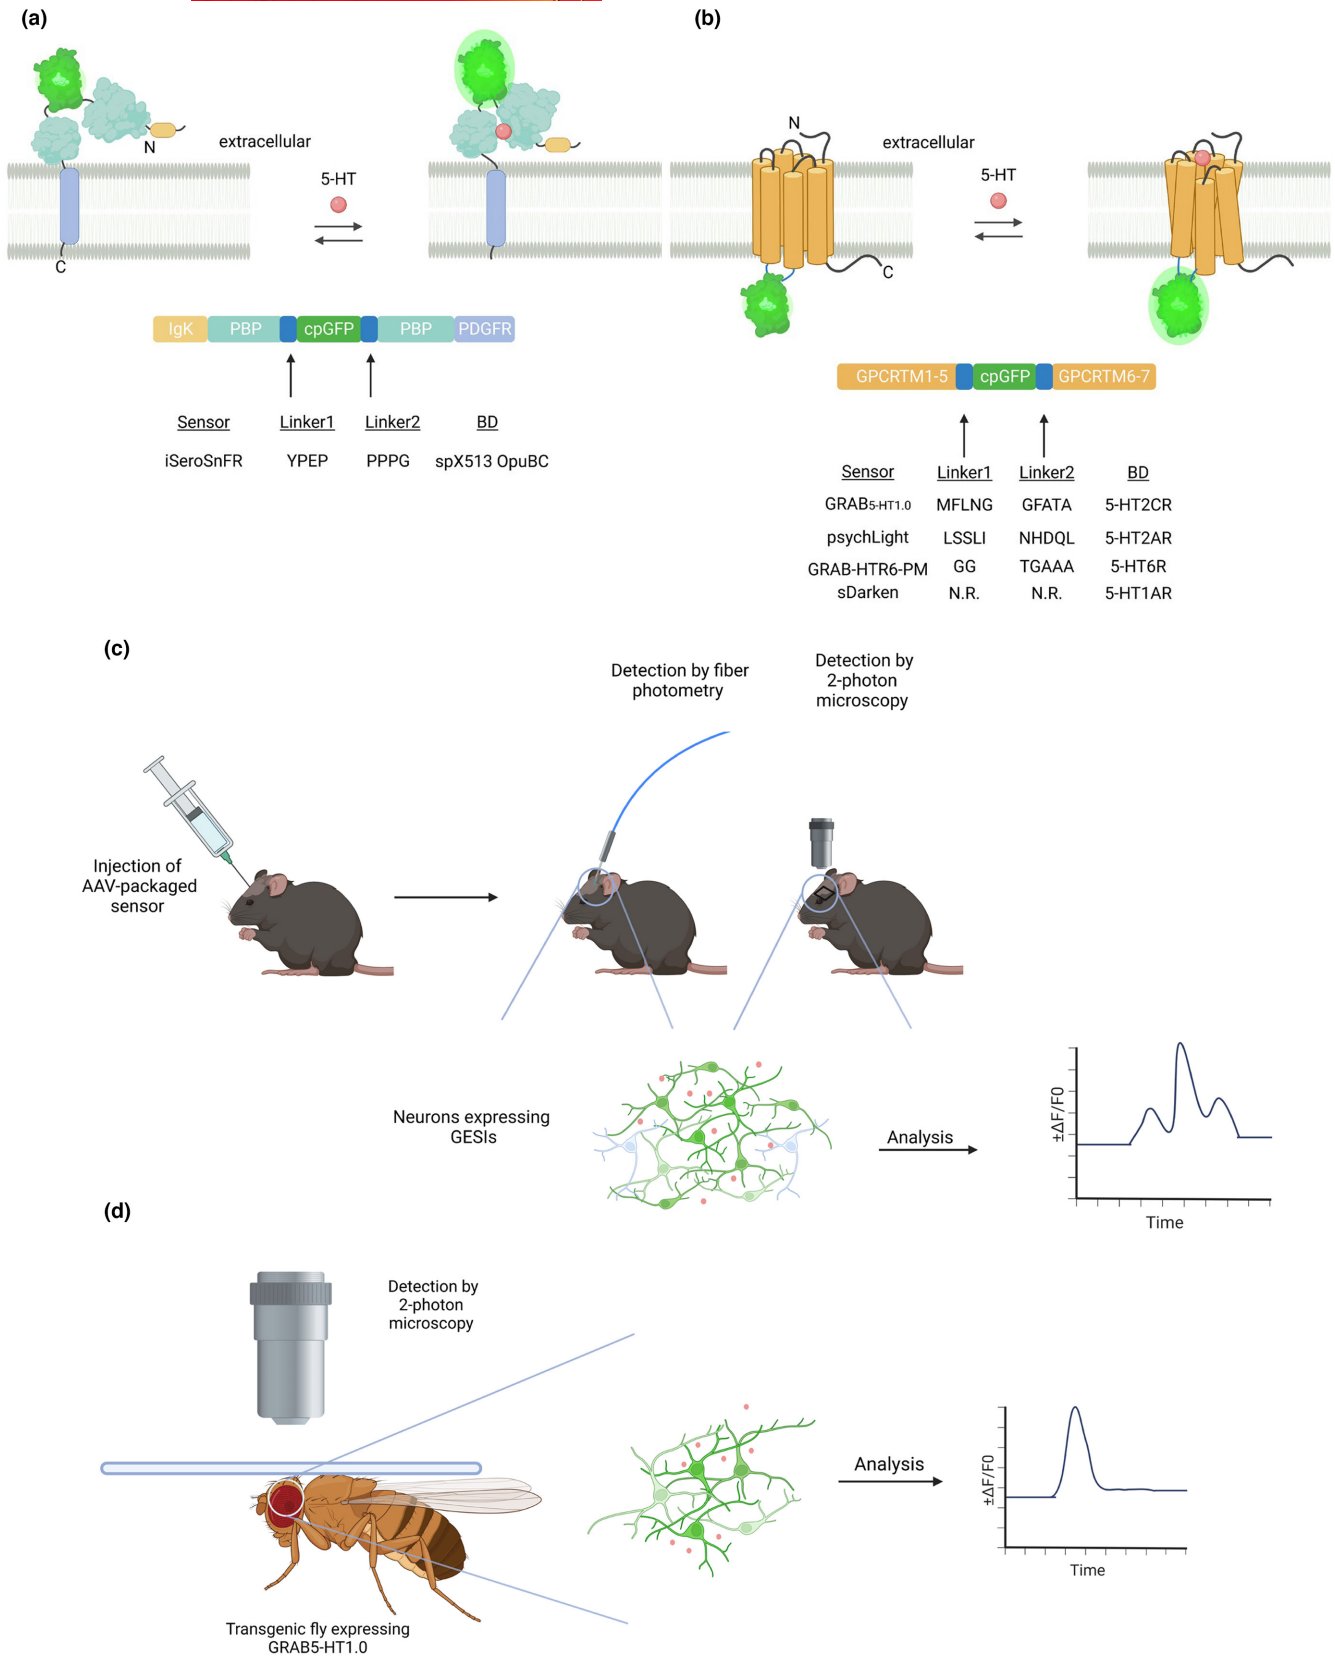 (a)
N
extracellular
5-HT
C
IgK PBP cpGFP PBP PDGFR
Sensor Linker1 Linker2 BD
iSeroSnFR YPEP PPPG spX513 OpuBC
(b)
N
extracellular
5-HT
C
GPCRTM1-5 cpGFP GPCRTM6-7
Sensor Linker1 Linker2 BD
GRAB5-HT1.0 MFLNG GFATA 5-HT2CR
psychLight LSSLI NHDQL 5-HT2AR
GRAB-HTR6-PM GG TGAAA 5-HT6R
sDarken N.R. N.R. 5-HT1AR
(c)
Detection by fiber
photometry
Detection by
2-photon
microscopy
Injection of
AAV-packaged
sensor
Neurons expressing
GESIs
Analysis
±ΔF/F0
Time
(d)
Detection by
2-photon
microscopy
Analysis
±ΔF/F0
Time
Transgenic fly expressing
GRAB5-HT1.0